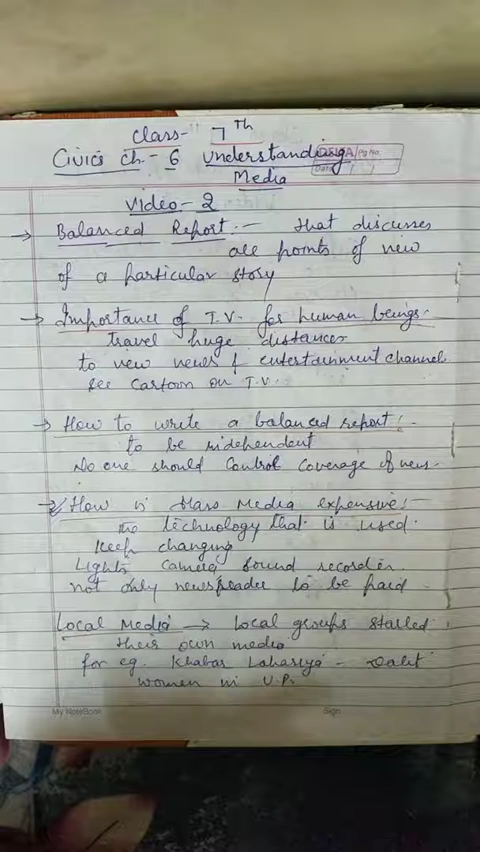 Class- 7th
Civics Ch- 6 Understanding
Pg No.
Date / /
Media
Video - 2
→ Balanced Report :- that discusses
all points of view
of a particular story
→ Importance of T.V. for human beings.
travel huge distances
to view news & entertainment channel.
see Cartoon on T.V.
→ How to write a balanced report :-
to be independent
No one should Control Coverage of news.
→ How is Mass Media expensive :-
The technology that is used.
Keep changing
Lights Camera sound recorder.
not only newsreader to be paid.
Local Media → Local groups started
their own media
for eg. Khabar Lahariya - Dalit
women in U.P.
My NoteBook
Sign